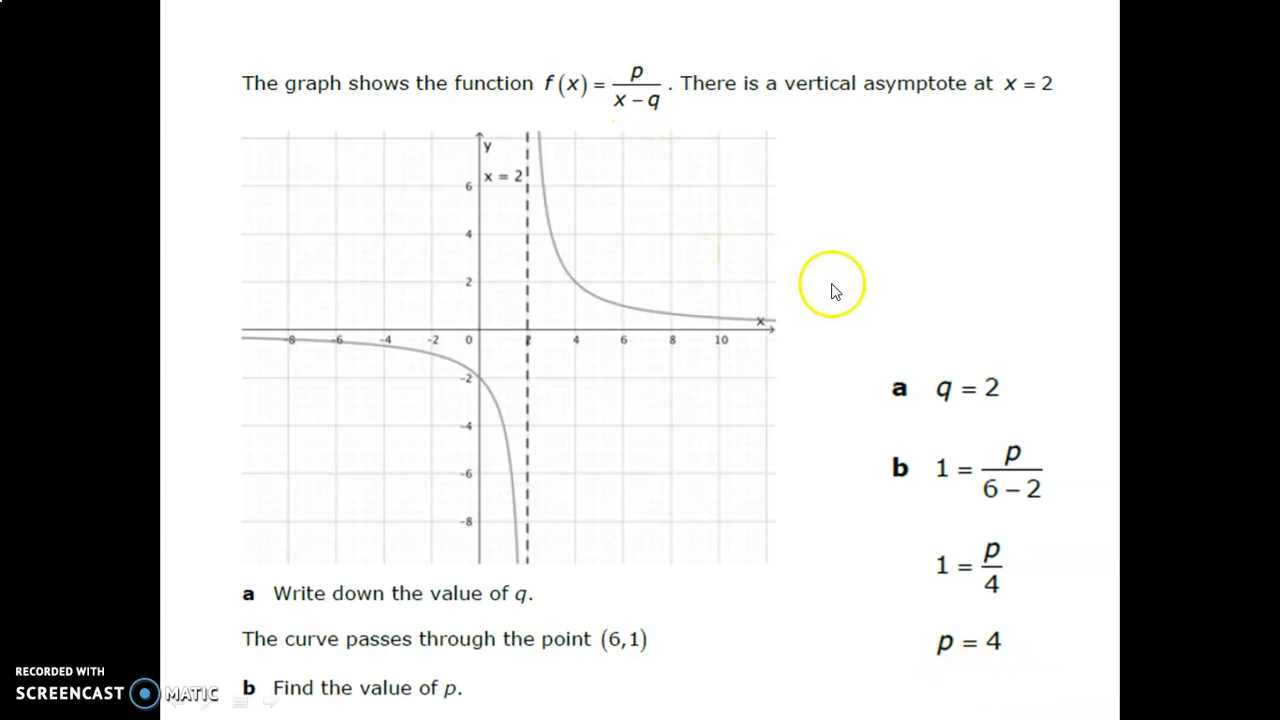 The graph shows the function f(x) = p/(x − q). There is a vertical asymptote at x = 2
y
x = 2
6
4
2
x
-8 -6 -4 -2 0 2 4 6 8 10
-2
-4
-6
-8
a q = 2
b 1 = p/(6 − 2)
1 = p/4
p = 4
a Write down the value of q.
The curve passes through the point (6,1)
b Find the value of p.
RECORDED WITH
SCREENCAST MATIC